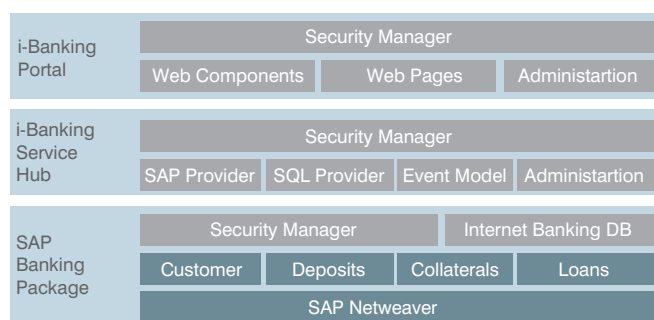 i-Banking
Portal
Security Manager
Web Components
Web Pages
Administartion
i-Banking
Service
Hub
Security Manager
SAP Provider
SQL Provider
Event Model
Administartion
SAP
Banking
Package
Security Manager
Internet Banking DB
Customer
Deposits
Collaterals
Loans
SAP Netweaver